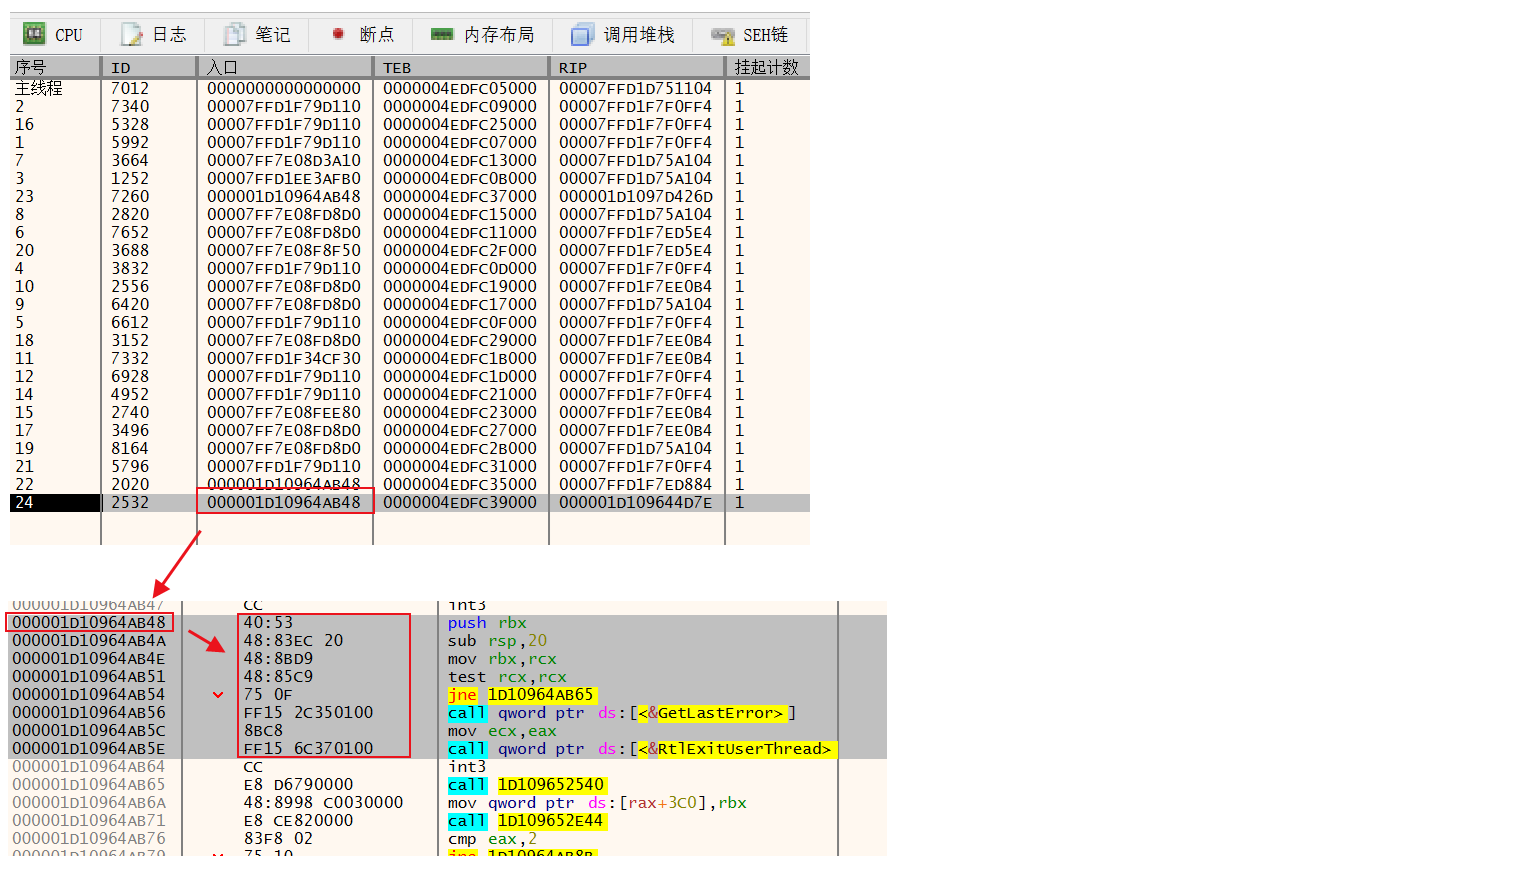 CPU 日志 笔记 断点 内存布局 调用堆栈 SEH链
序号 ID 入口 TEB RIP 挂起计数
主线程 7012 0000000000000000 0000004EDFC05000 00007FFD1D751104 1
2 7340 00007FFD1F79D110 0000004EDFC09000 00007FFD1F7F0FF4 1
16 5328 00007FFD1F79D110 0000004EDFC25000 00007FFD1F7F0FF4 1
1 5992 00007FFD1F79D110 0000004EDFC07000 00007FFD1F7F0FF4 1
7 3664 00007FF7E08D3A10 0000004EDFC13000 00007FFD1D75A104 1
3 1252 00007FFD1EE3AFB0 0000004EDFC0B000 00007FFD1D75A104 1
23 7260 000001D10964AB48 0000004EDFC37000 000001D1097D426D 1
8 2820 00007FF7E08FD8D0 0000004EDFC15000 00007FFD1D75A104 1
6 7652 00007FF7E08FD8D0 0000004EDFC11000 00007FFD1F7ED5E4 1
20 3688 00007FF7E08F8F50 0000004EDFC2F000 00007FFD1F7ED5E4 1
4 3832 00007FFD1F79D110 0000004EDFC0D000 00007FFD1F7F0FF4 1
10 2556 00007FF7E08FD8D0 0000004EDFC19000 00007FFD1F7EE0B4 1
9 6420 00007FF7E08FD8D0 0000004EDFC17000 00007FFD1D75A104 1
5 6612 00007FFD1F79D110 0000004EDFC0F000 00007FFD1F7F0FF4 1
18 3152 00007FF7E08FD8D0 0000004EDFC29000 00007FFD1F7EE0B4 1
11 7332 00007FFD1F34CF30 0000004EDFC1B000 00007FFD1F7EE0B4 1
12 6928 00007FFD1F79D110 0000004EDFC1D000 00007FFD1F7F0FF4 1
14 4952 00007FFD1F79D110 0000004EDFC21000 00007FFD1F7F0FF4 1
15 2740 00007FF7E08FEE80 0000004EDFC23000 00007FFD1F7EE0B4 1
17 3496 00007FF7E08FD8D0 0000004EDFC27000 00007FFD1F7EE0B4 1
19 8164 00007FF7E08FD8D0 0000004EDFC2B000 00007FFD1D75A104 1
21 5796 00007FFD1F79D110 0000004EDFC31000 00007FFD1F7F0FF4 1
22 2020 000001D10964AB48 0000004EDFC35000 00007FFD1F7ED884 1
24 2532 000001D10964AB48 0000004EDFC39000 000001D109644D7E 1
000001D10964AB47 CC int3
000001D10964AB48 40:53 push rbx
000001D10964AB4A 48:83EC 20 sub rsp,20
000001D10964AB4E 48:8BD9 mov rbx,rcx
000001D10964AB51 48:85C9 test rcx,rcx
000001D10964AB54 75 0F jne 1D10964AB65
000001D10964AB56 FF15 2C350100 call qword ptr ds:[<&GetLastError>]
000001D10964AB5C 8BC8 mov ecx,eax
000001D10964AB5E FF15 6C370100 call qword ptr ds:[<&RtlExitUserThread>
000001D10964AB64 CC int3
000001D10964AB65 E8 D6790000 call 1D109652540
000001D10964AB6A 48:8998 C0030000 mov qword ptr ds:[rax+3C0],rbx
000001D10964AB71 E8 CE820000 call 1D109652E44
000001D10964AB76 83F8 02 cmp eax,2
000001D10964AB79 75 10 jne 1D10964AB8B